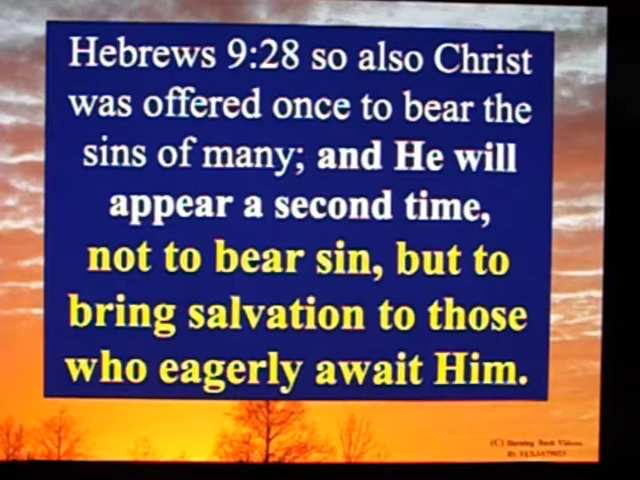 Hebrews 9:28 so also Christ
was offered once to bear the
sins of many; and He will
appear a second time,
not to bear sin, but to
bring salvation to those
who eagerly await Him.
(C)